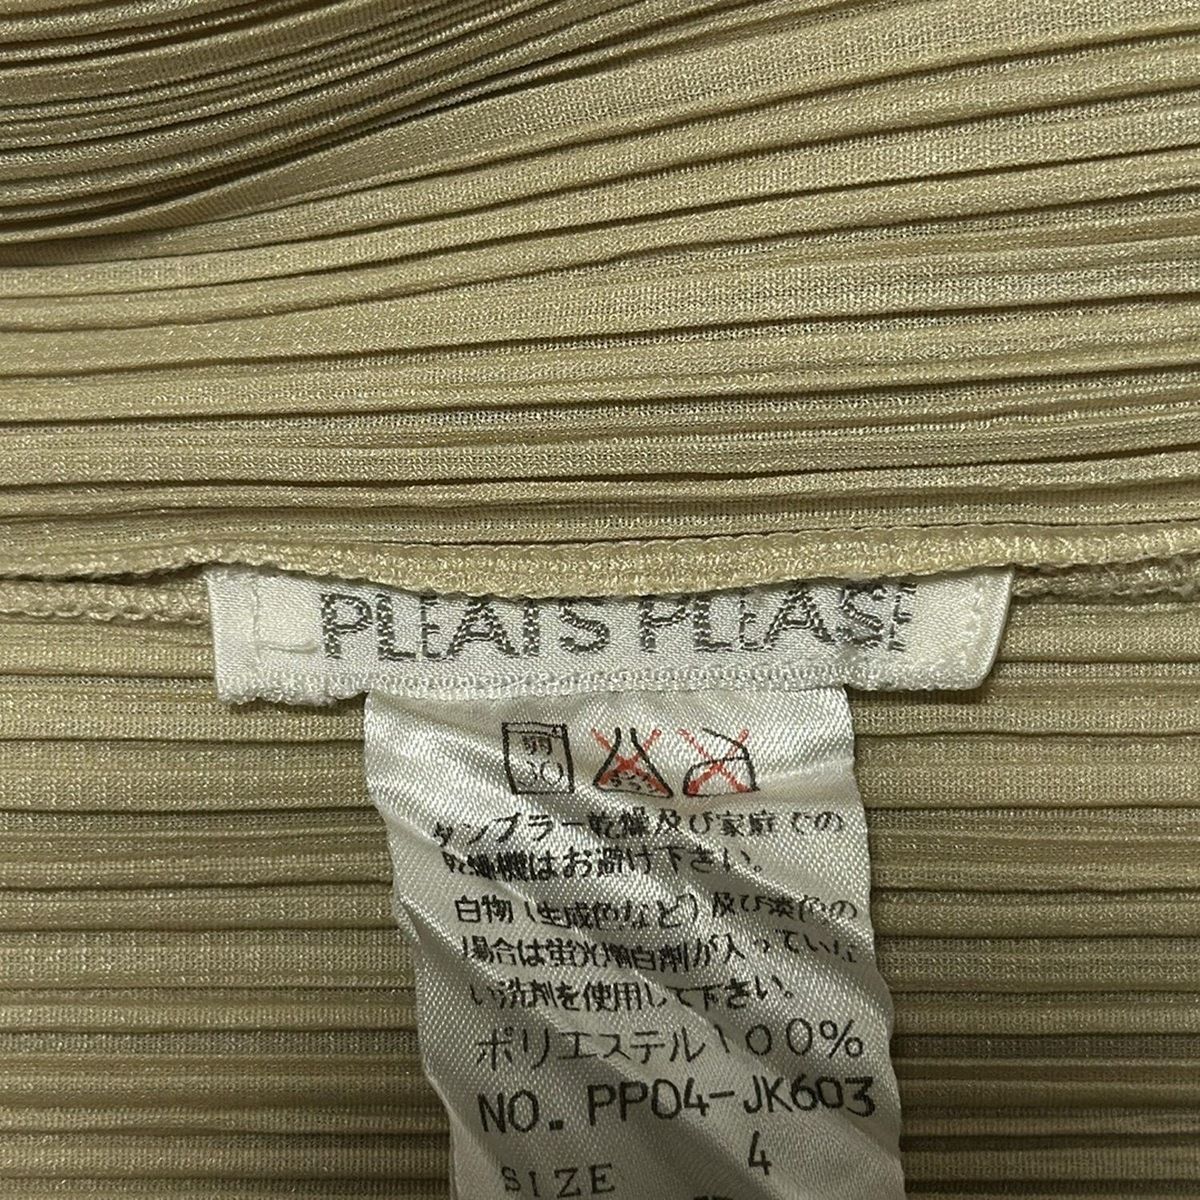 PLEATS PLEASE
弱
30
タンブラー乾燥及び家庭での
乾燥機はお避け下さい。
白物(生成色など)及び淡色の
場合は蛍光増白剤が入っていな
い洗剤を使用して下さい。
ポリエステル100%
NO. PP04-JK603
SIZE 4